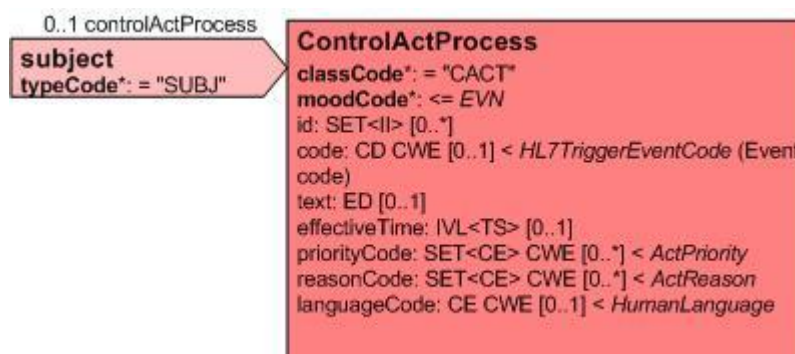 0..1 controlActProcess
subject
typeCode*: = "SUBJ"
ControlActProcess
classCode*: = "CACT"
moodCode*: <= EVN
id: SET<II> [0..*]
code: CD CWE [0..1] < HL7TriggerEventCode (Event
code)
text: ED [0..1]
effectiveTime: IVL<TS> [0..1]
priorityCode: SET<CE> CWE [0..*] < ActPriority
reasonCode: SET<CE> CWE [0..*] < ActReason
languageCode: CE CWE [0..1] < HumanLanguage